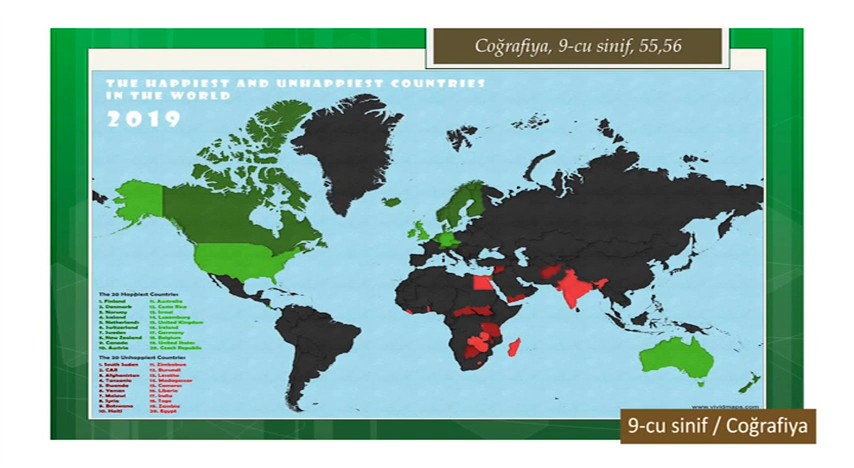 Coğrafiya, 9-cu sinif, 55,56
THE HAPPIEST AND UNHAPPIEST COUNTRIES
IN THE WORLD
2019
The 20 Happiest Countries
1. Finland 11. Australia
2. Denmark 12. Costa Rica
3. Norway 13. Israel
4. Iceland 14. Luxembourg
5. Netherlands 15. United Kingdom
6. Switzerland 16. Ireland
7. Sweden 17. Germany
8. New Zealand 18. Belgium
9. Canada 19. United States
10. Austria 20. Czech Republic
The 20 Unhappiest Countries
1. South Sudan 11. Zimbabwe
2. CAR 12. Burundi
3. Afghanistan 13. Lesotho
4. Tanzania 14. Madagascar
5. Rwanda 15. Comoros
6. Yemen 16. Liberia
7. Malawi 17. India
8. Syria 18. Togo
9. Botswana 19. Zambia
10. Haiti 20. Egypt
www.vividmaps.com
9-cu sinif / Coğrafiya